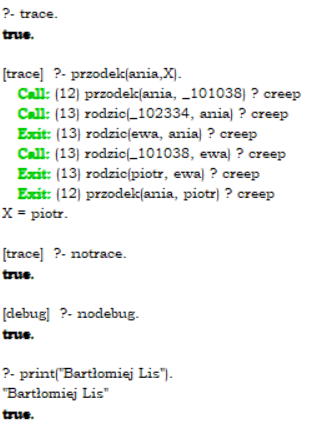 ?- trace.
true.
[trace]  ?- przodek(ania,X).
Call: (12) przodek(ania, _101038) ? creep
Call: (13) rodzic(_102334, ania) ? creep
Exit: (13) rodzic(ewa, ania) ? creep
Call: (13) rodzic(_101038, ewa) ? creep
Exit: (13) rodzic(piotr, ewa) ? creep
Exit: (12) przodek(ania, piotr) ? creep
X = piotr.
[trace]  ?- notrace.
true.
[debug]  ?- nodebug.
true.
?- print("Bartłomiej Lis").
"Bartłomiej Lis"
true.